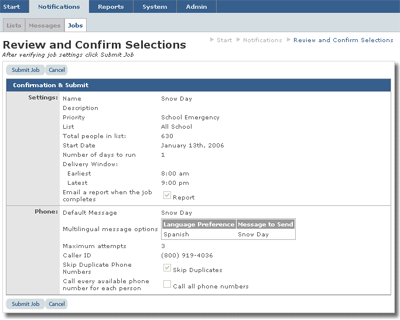 Start Notifications Reports System Admin
Lists Messages Jobs
Review and Confirm Selections
Start Notifications Review and Confirm Selections
After verifying job settings click Submit Job
Submit Job Cancel
Confirmation & Submit
Settings: Name Snow Day
Description
Priority School Emergency
List All School
Total people in list: 630
Start Date January 13th, 2006
Number of days to run 1
Delivery Window:
Earliest 8:00 am
Latest 9:00 pm
Email a report when the job
completes Report
Phone: Default Message Snow Day
Multilingual message options
Language Preference Message to Send
Spanish Snow Day
Maximum attempts 3
Caller ID (800) 919-4036
Skip Duplicate Phone
Numbers Skip Duplicates
Call every available phone
number for each person Call all phone numbers
Submit Job Cancel